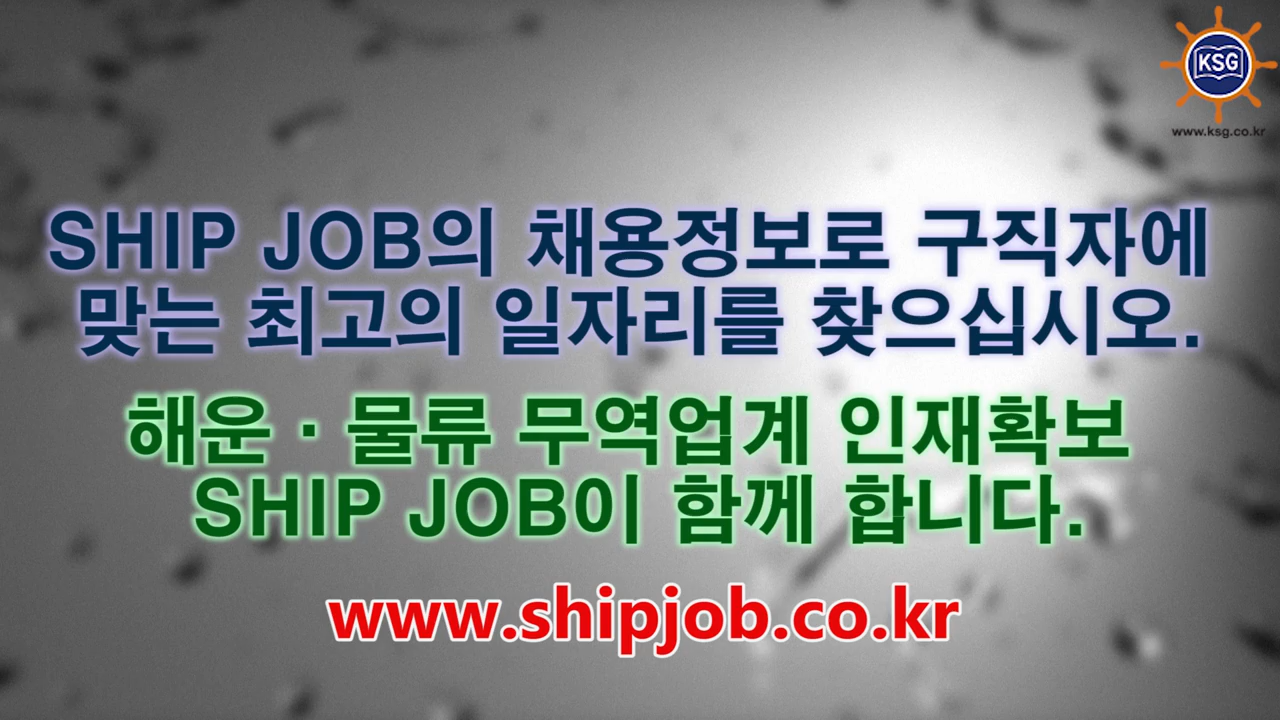 KSG
www.ksg.co.kr
SHIP JOB의 채용정보로 구직자에
맞는 최고의 일자리를 찾으십시오.
해운 · 물류 무역업계 인재확보
SHIP JOB이 함께 합니다.
www.shipjob.co.kr